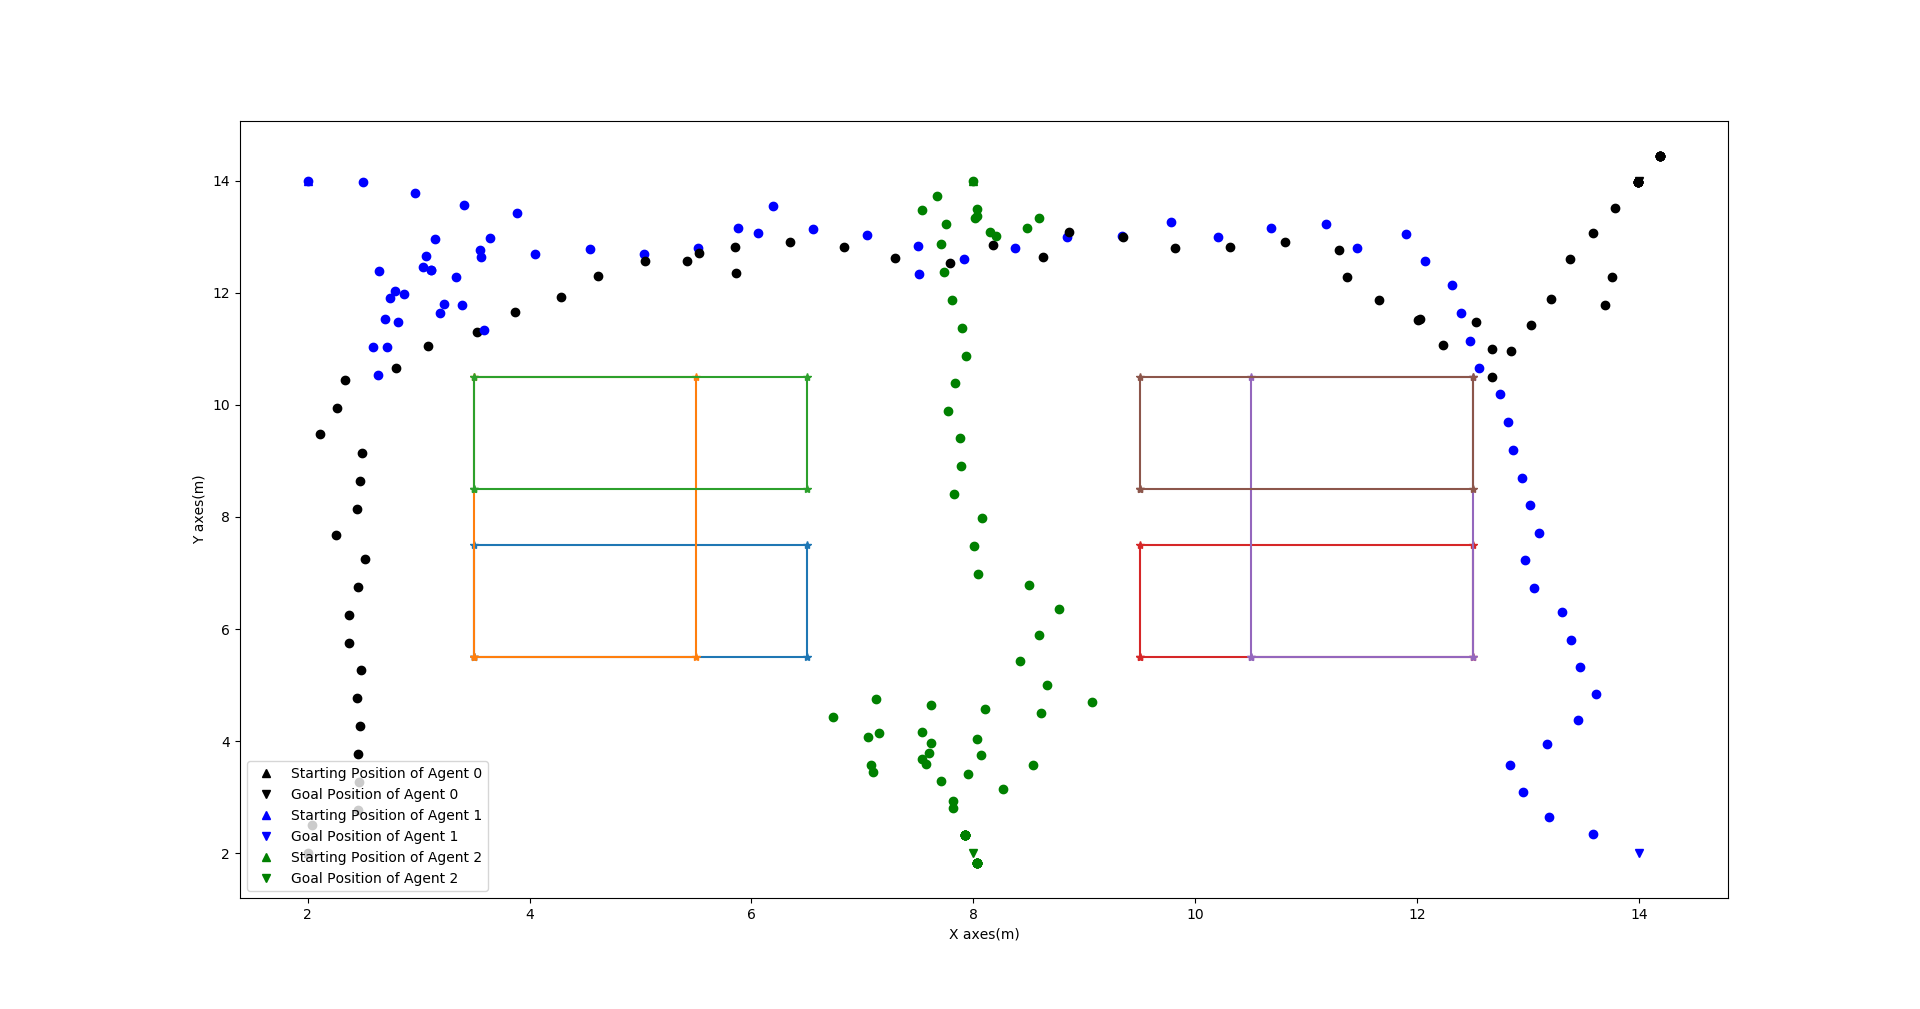 14
12
10
8
6
4
2
Y axes(m)
Starting Position of Agent 0
Goal Position of Agent 0
Starting Position of Agent 1
Goal Position of Agent 1
Starting Position of Agent 2
Goal Position of Agent 2
2 4 6 8 10 12 14
X axes(m)